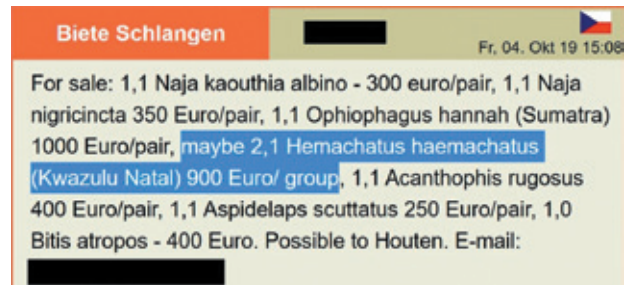 Biete Schlangen
Fr, 04. Okt 19 15:08
For sale: 1,1 Naja kaouthia albino - 300 euro/pair, 1,1 Naja
nigricincta 350 Euro/pair, 1,1 Ophiophagus hannah (Sumatra)
1000 Euro/pair, maybe 2,1 Hemachatus haemachatus
(Kwazulu Natal) 900 Euro/ group, 1,1 Acanthophis rugosus
400 Euro/pair, 1,1 Aspidelaps scuttatus 250 Euro/pair, 1,0
Bitis atropos - 400 Euro. Possible to Houten. E-mail: